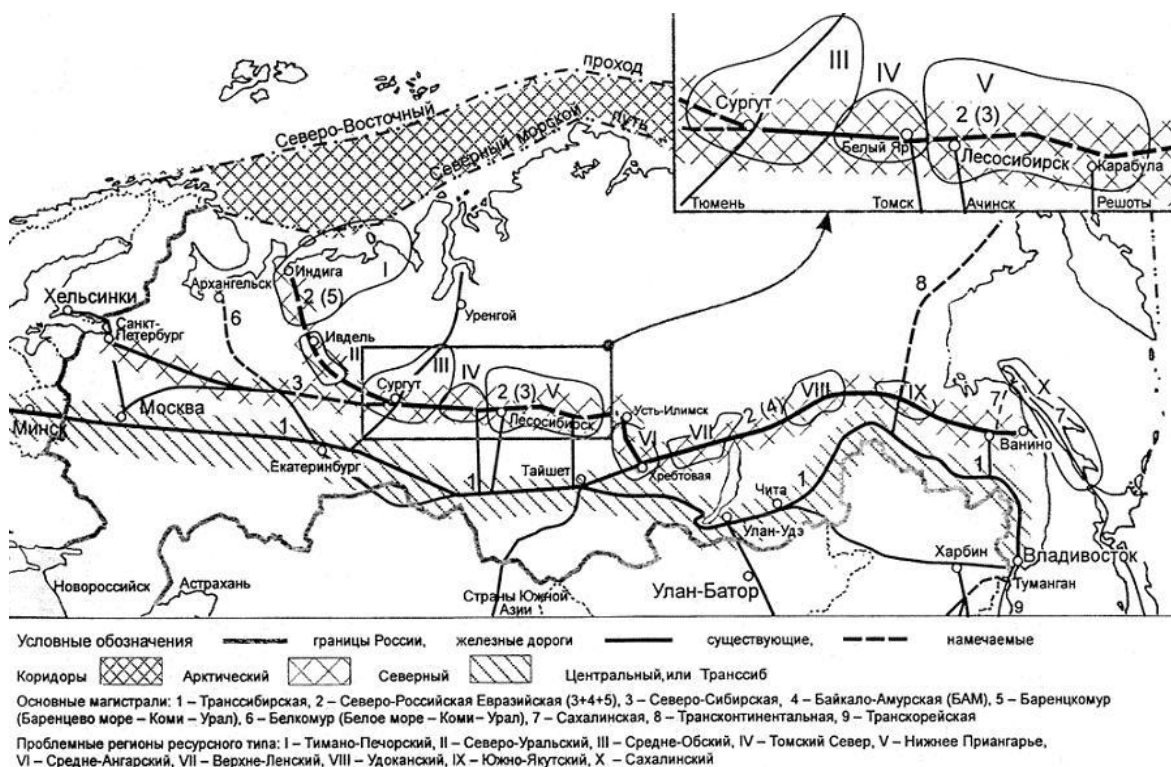 проход
Северо-Восточный
Северный морской
путь
III
IV
V
Сургут
2 (3)
Белый Яр
Лесосибирск
Карабула
Тюмень
Томск
Ачинск
Решоты
Индига
I
Архангельск
2 (5)
8
Хельсинки
Уренгой
6
Санкт-
Петербург
Ивдель
II
III
IV
2 (3)
V
VIII
IX
X
Сургут
3
Лесосибирск
Усть-Илимск
2 (4)
7
7
Москва
VI
VII
Ванино
Минск
1
Хребтовая
Екатеринбург
Тайшет
1
1
1
Чита
Улан-Удэ
Харбин
Владивосток
Новороссийск
Астрахань
Страны Южной
Азии
Улан-Батор
Туманган
9
Условные обозначения границы России, железные дороги существующие, намечаемые
Коридоры Арктический Северный Центральный, или Транссиб
Основные магистрали: 1 – Транссибирская, 2 – Северо-Российская Евразийская (3+4+5), 3 – Северо-Сибирская, 4 – Байкало-Амурская (БАМ), 5 – Баренцкомур
(Баренцево море – Коми – Урал), 6 – Белкомур (Белое море – Коми– Урал), 7 – Сахалинская, 8 – Трансконтинентальная, 9 – Транскорейская
Проблемные регионы ресурсного типа: I – Тимано-Печорский, II – Северо-Уральский, III – Средне-Обский, IV – Томский Север, V – Нижнее Приангарье,
VI – Средне-Ангарский, VII – Верхне-Ленский, VIII – Удоканский, IX – Южно-Якутский, X – Сахалинский